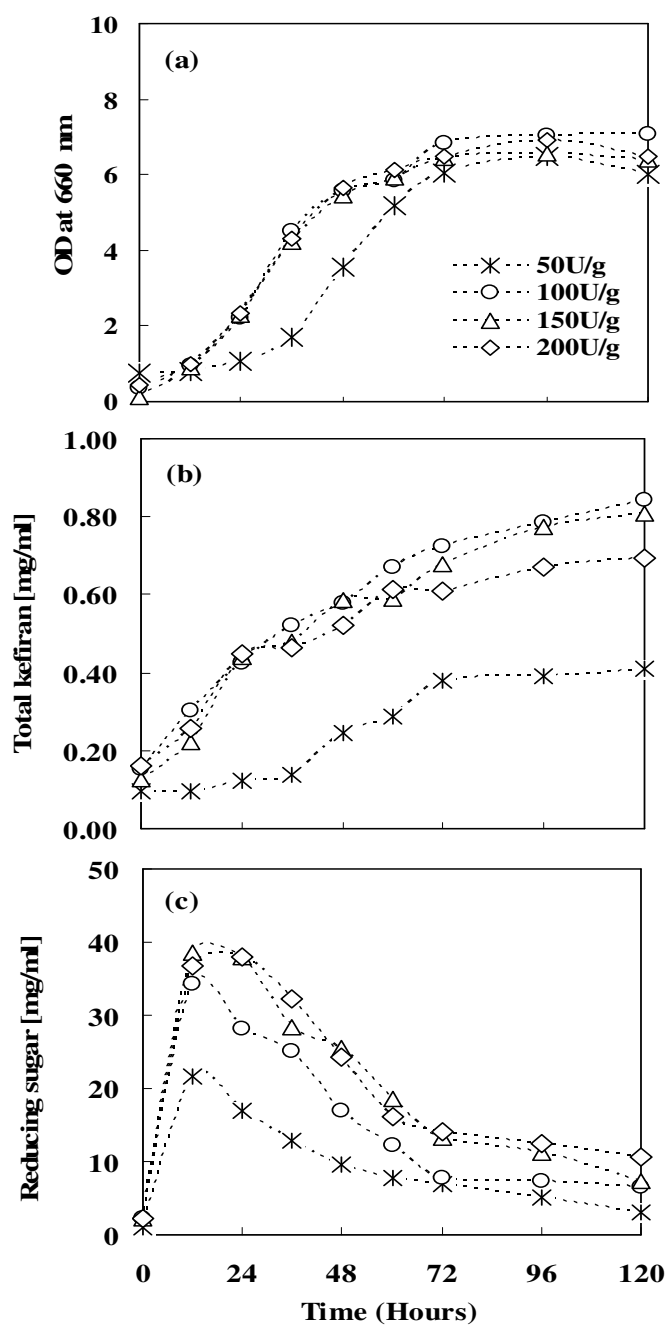 10
(a)
8
6
OD at 660 nm
4
50U/g
100U/g
150U/g
2
200U/g
0
1.00
(b)
0.80
0.60
Total kefiran [mg/ml]
0.40
0.20
0.00
50
(c)
40
30
Reducing sugar [mg/ml]
20
10
0
0 24 48 72 96 120
Time (Hours)